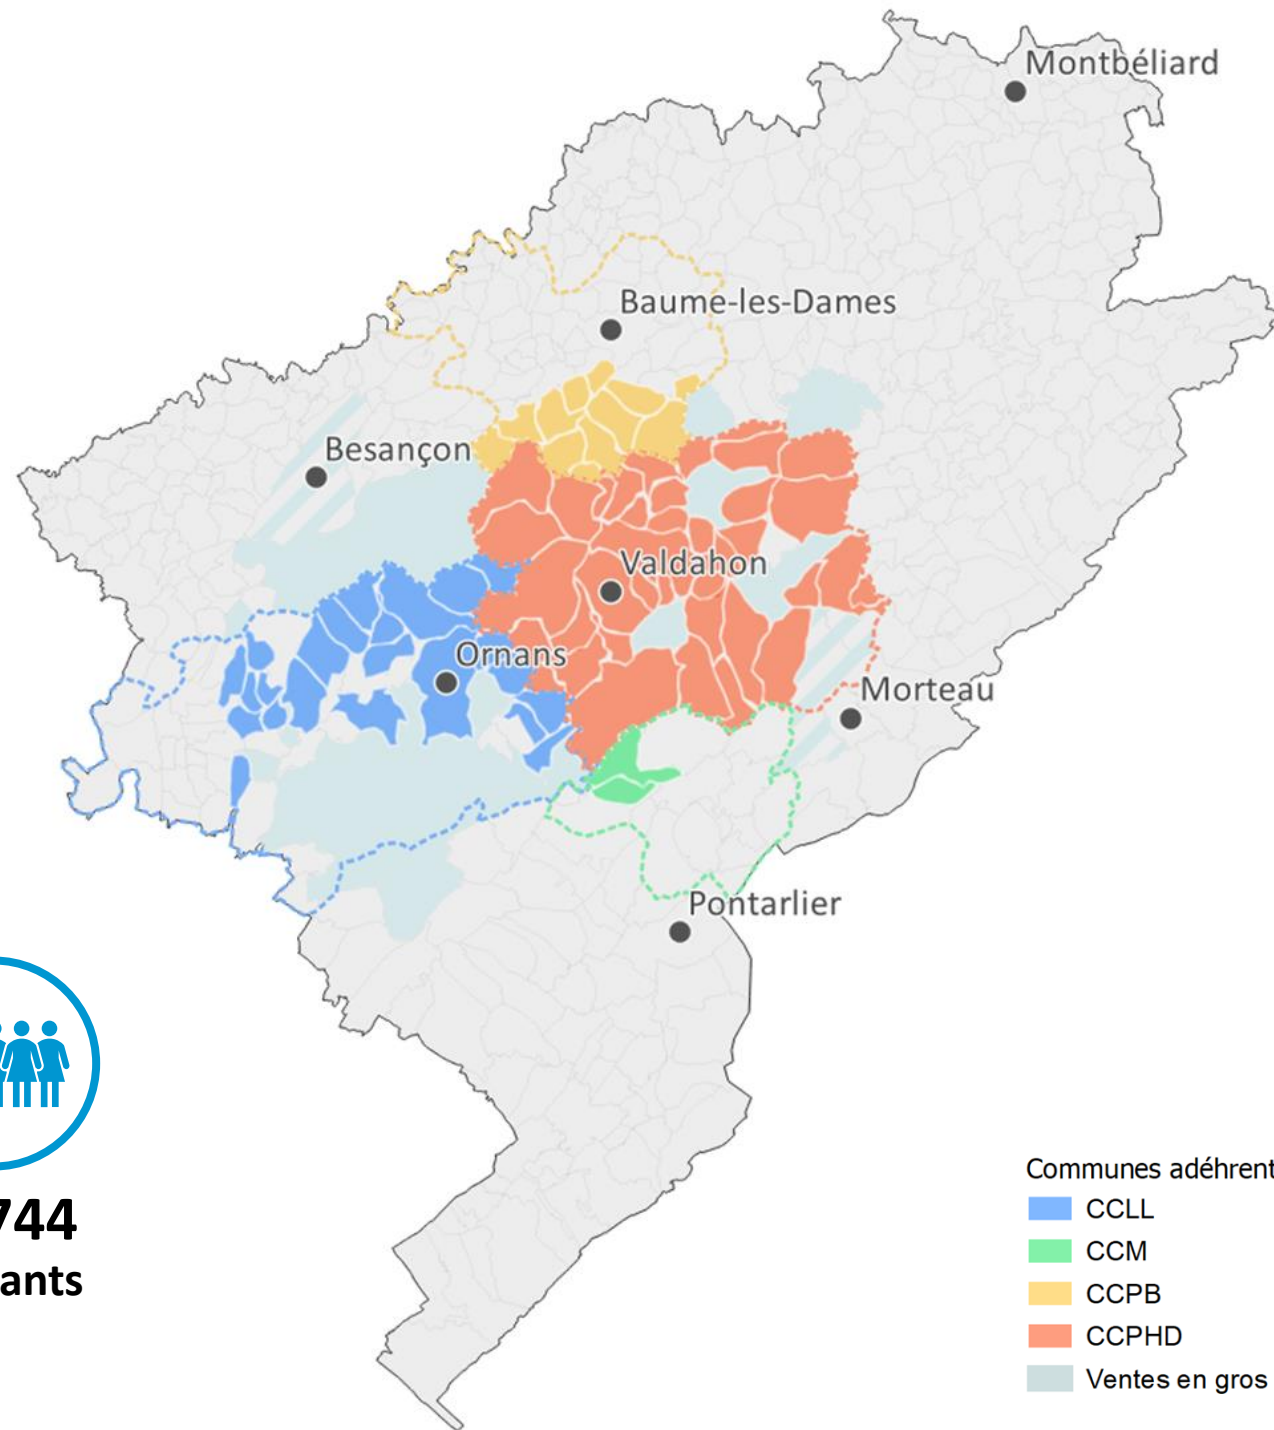 Montbéliard
Baume-les-Dames
Besançon
Valdahon
Ornans
Morteau
Pontarlier
744
ants
Communes adéhrent
CCLL
CCM
CCPB
CCPHD
Ventes en gros